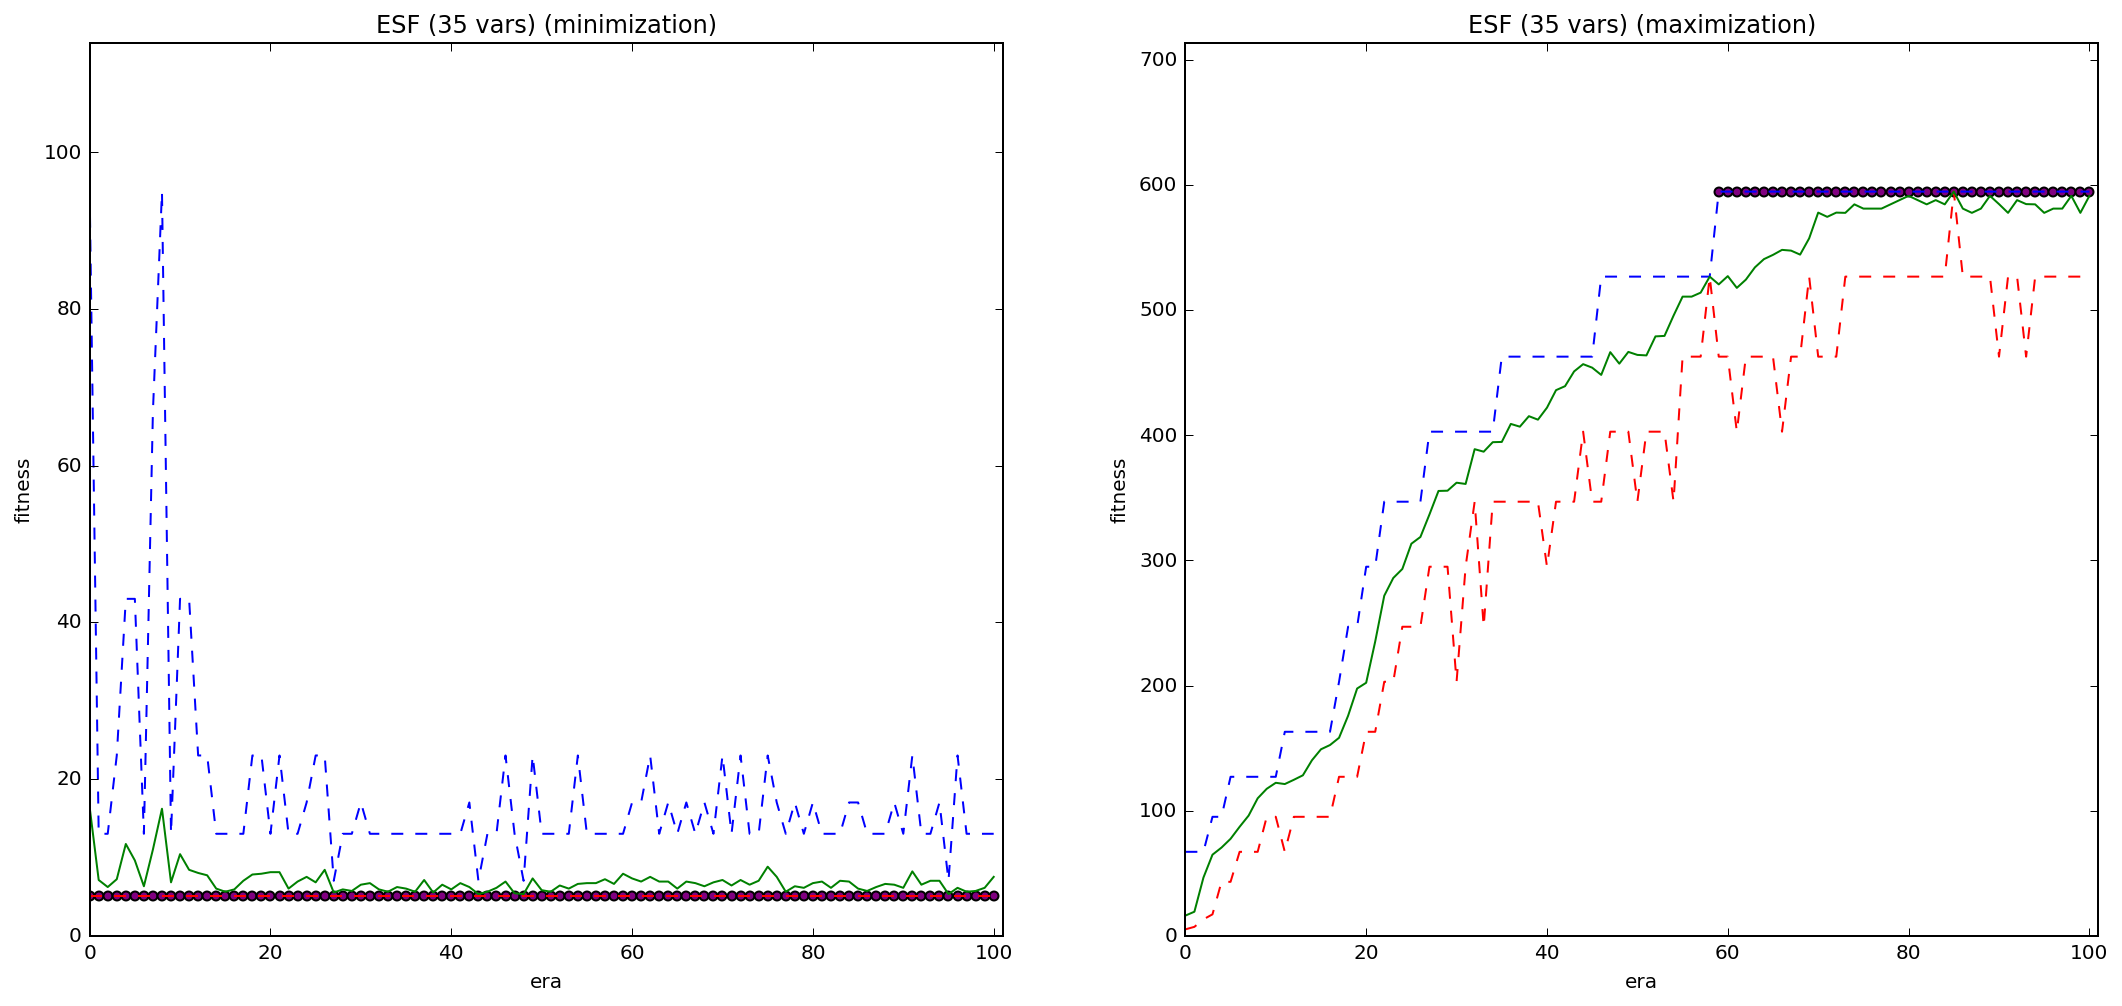 ESF (35 vars) (minimization)
100
80
60
40
20
0
fitness
0 20 40 60 80 100
era
ESF (35 vars) (maximization)
700
600
500
400
300
200
100
0
fitness
0 20 40 60 80 100
era